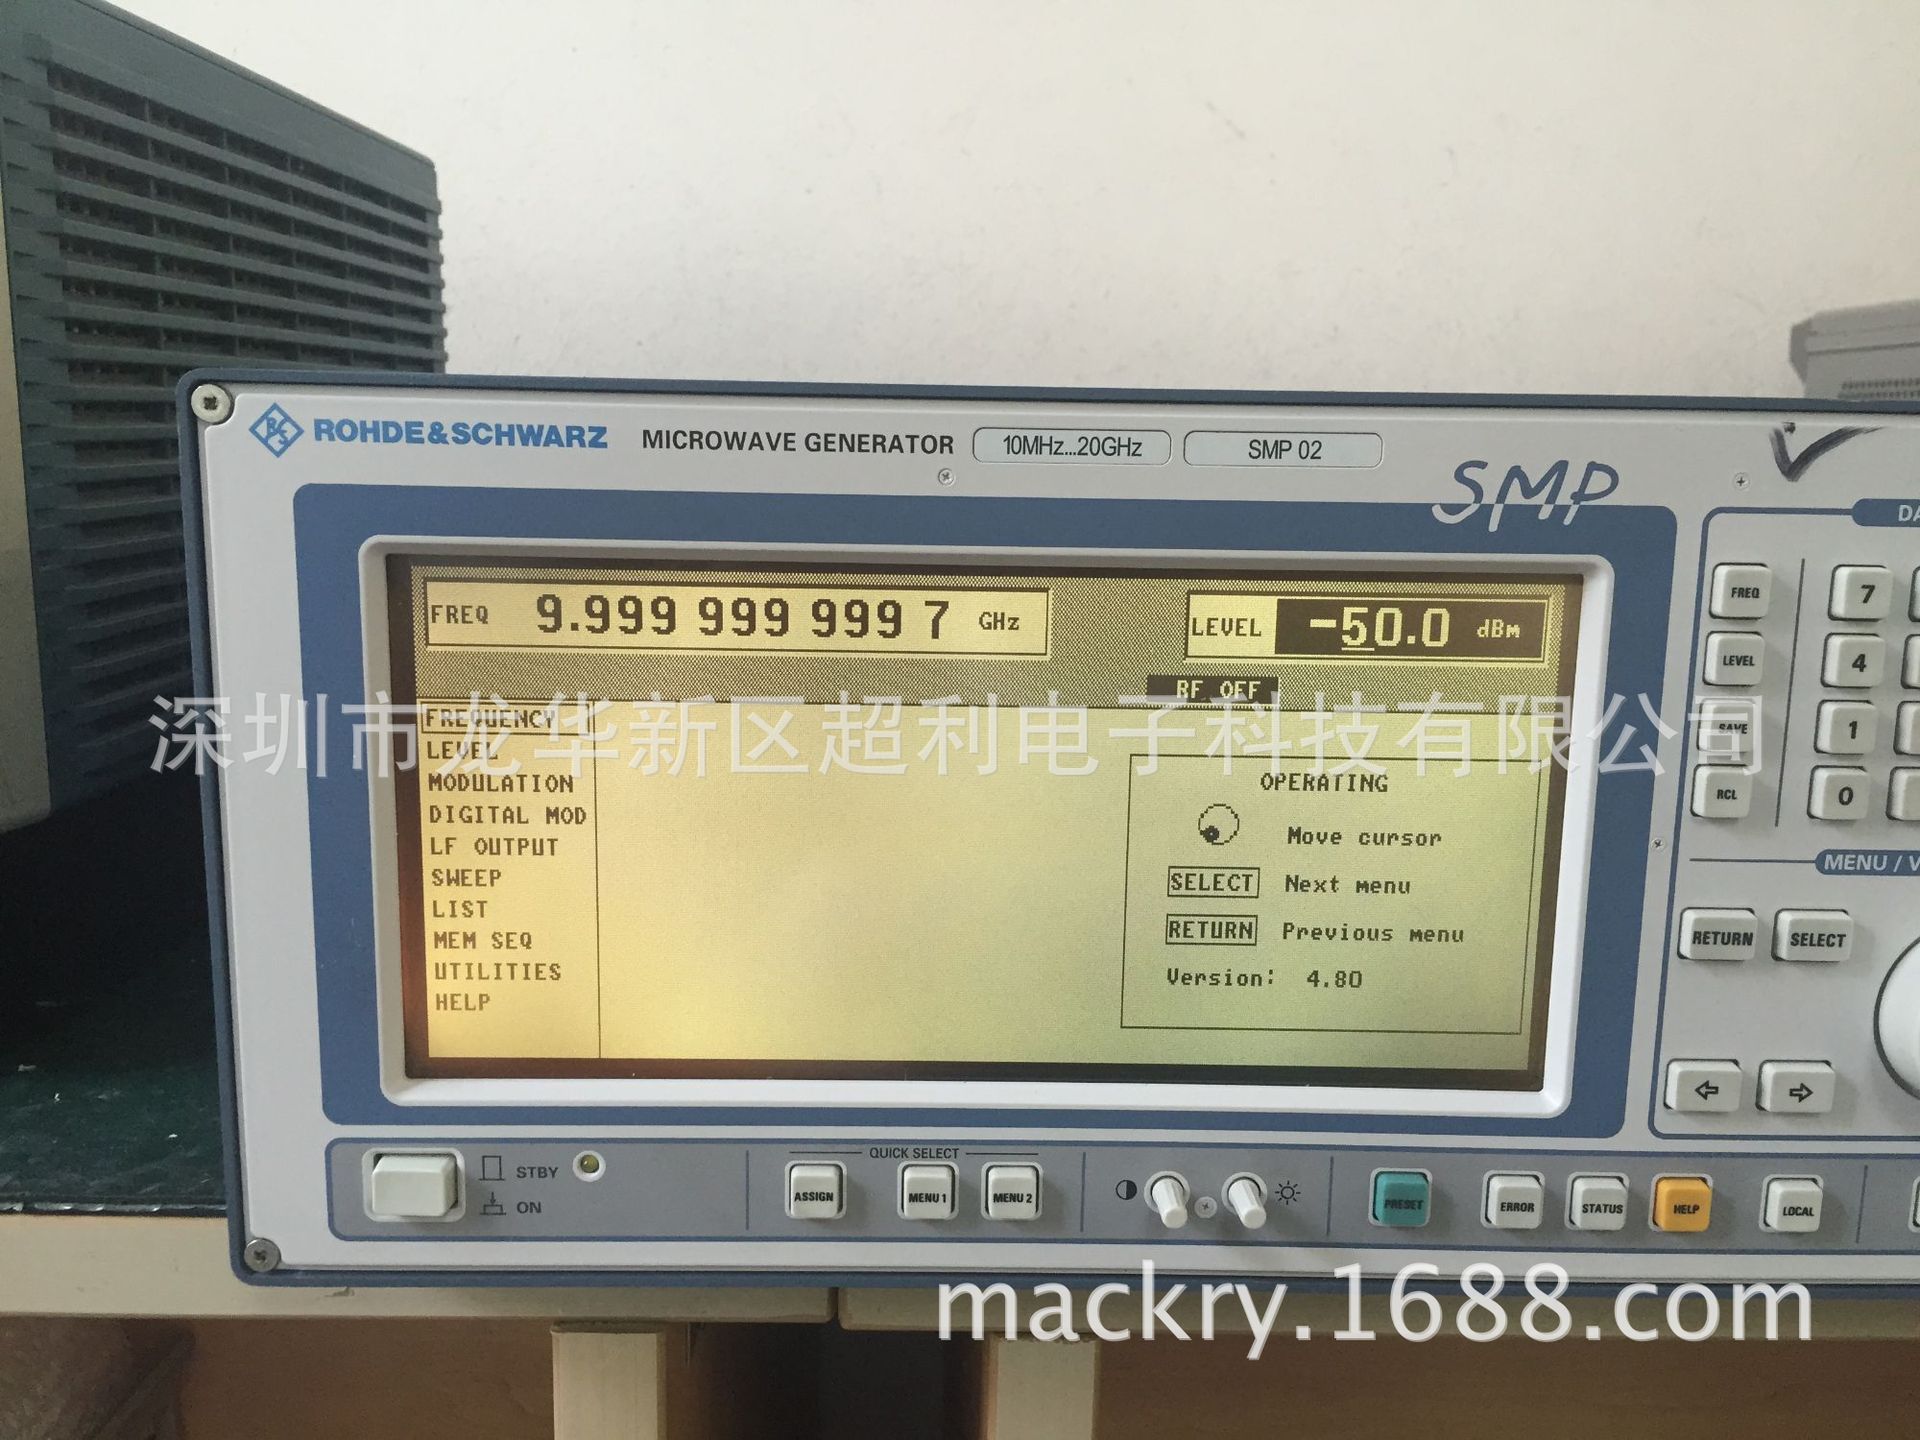 ROHDE&SCHWARZ MICROWAVE GENERATOR 10MHz...20GHz SMP 02
SMP
FREQ 9.999 999 999 7 GHz
LEVEL -50.0 dBm
RF OFF
深圳市龙华新区超利电子科技有限公司
FREQUENCY
LEVEL
MODULATION
DIGITAL MOD
LF OUTPUT
SWEEP
LIST
MEM SEQ
UTILITIES
HELP
OPERATING
Move cursor
SELECT Next menu
RETURN Previous menu
Version: 4.80
FREQ 7
LEVEL 4
SAVE 1
RCL 0
MENU /
RETURN SELECT
QUICK SELECT
STBY
ON
ASSIGN MENU 1 MENU 2
PRESET ERROR STATUS HELP LOCAL
mackry.1688.com